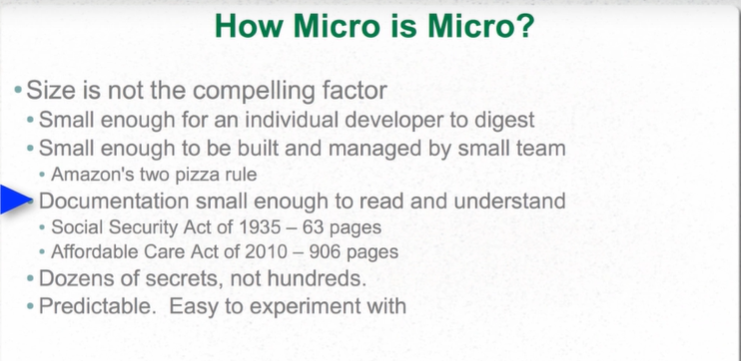 How Micro is Micro?
• Size is not the compelling factor
• Small enough for an individual developer to digest
• Small enough to be built and managed by small team
• Amazon's two pizza rule
• Documentation small enough to read and understand
• Social Security Act of 1935 – 63 pages
• Affordable Care Act of 2010 – 906 pages
• Dozens of secrets, not hundreds.
• Predictable.  Easy to experiment with